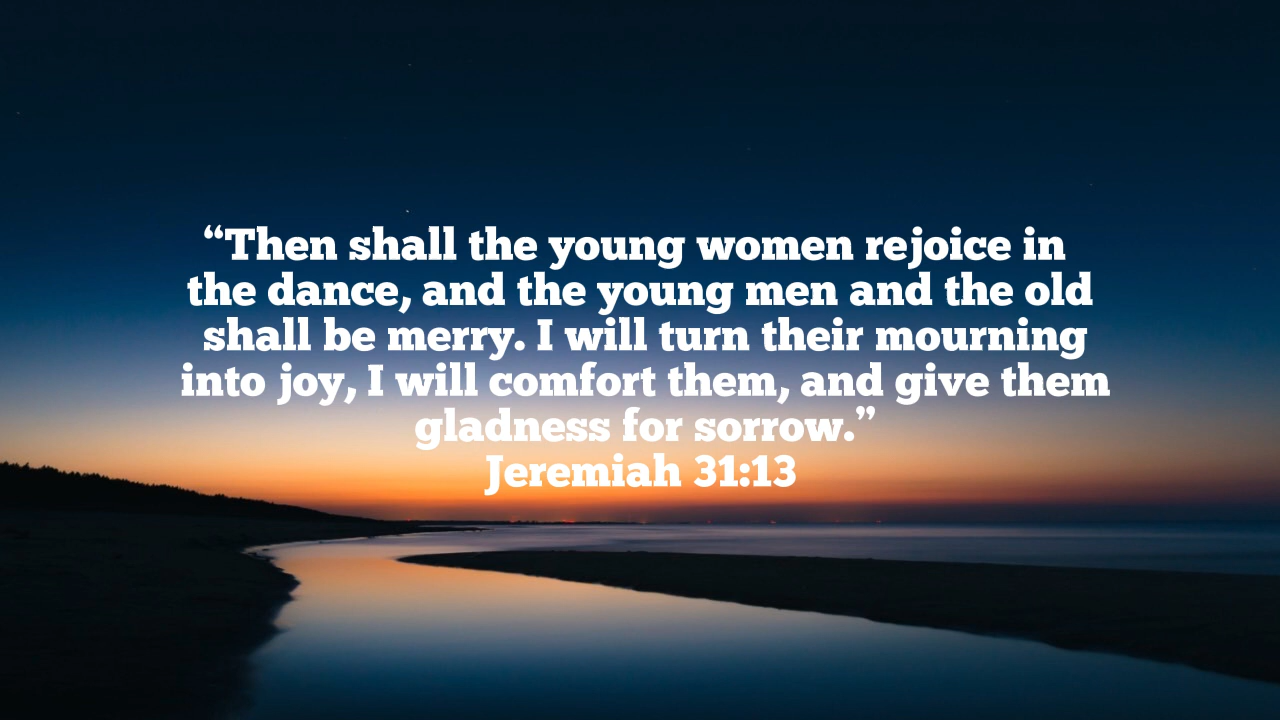 “Then shall the young women rejoice in
the dance, and the young men and the old
shall be merry. I will turn their mourning
into joy, I will comfort them, and give them
gladness for sorrow.”
Jeremiah 31:13